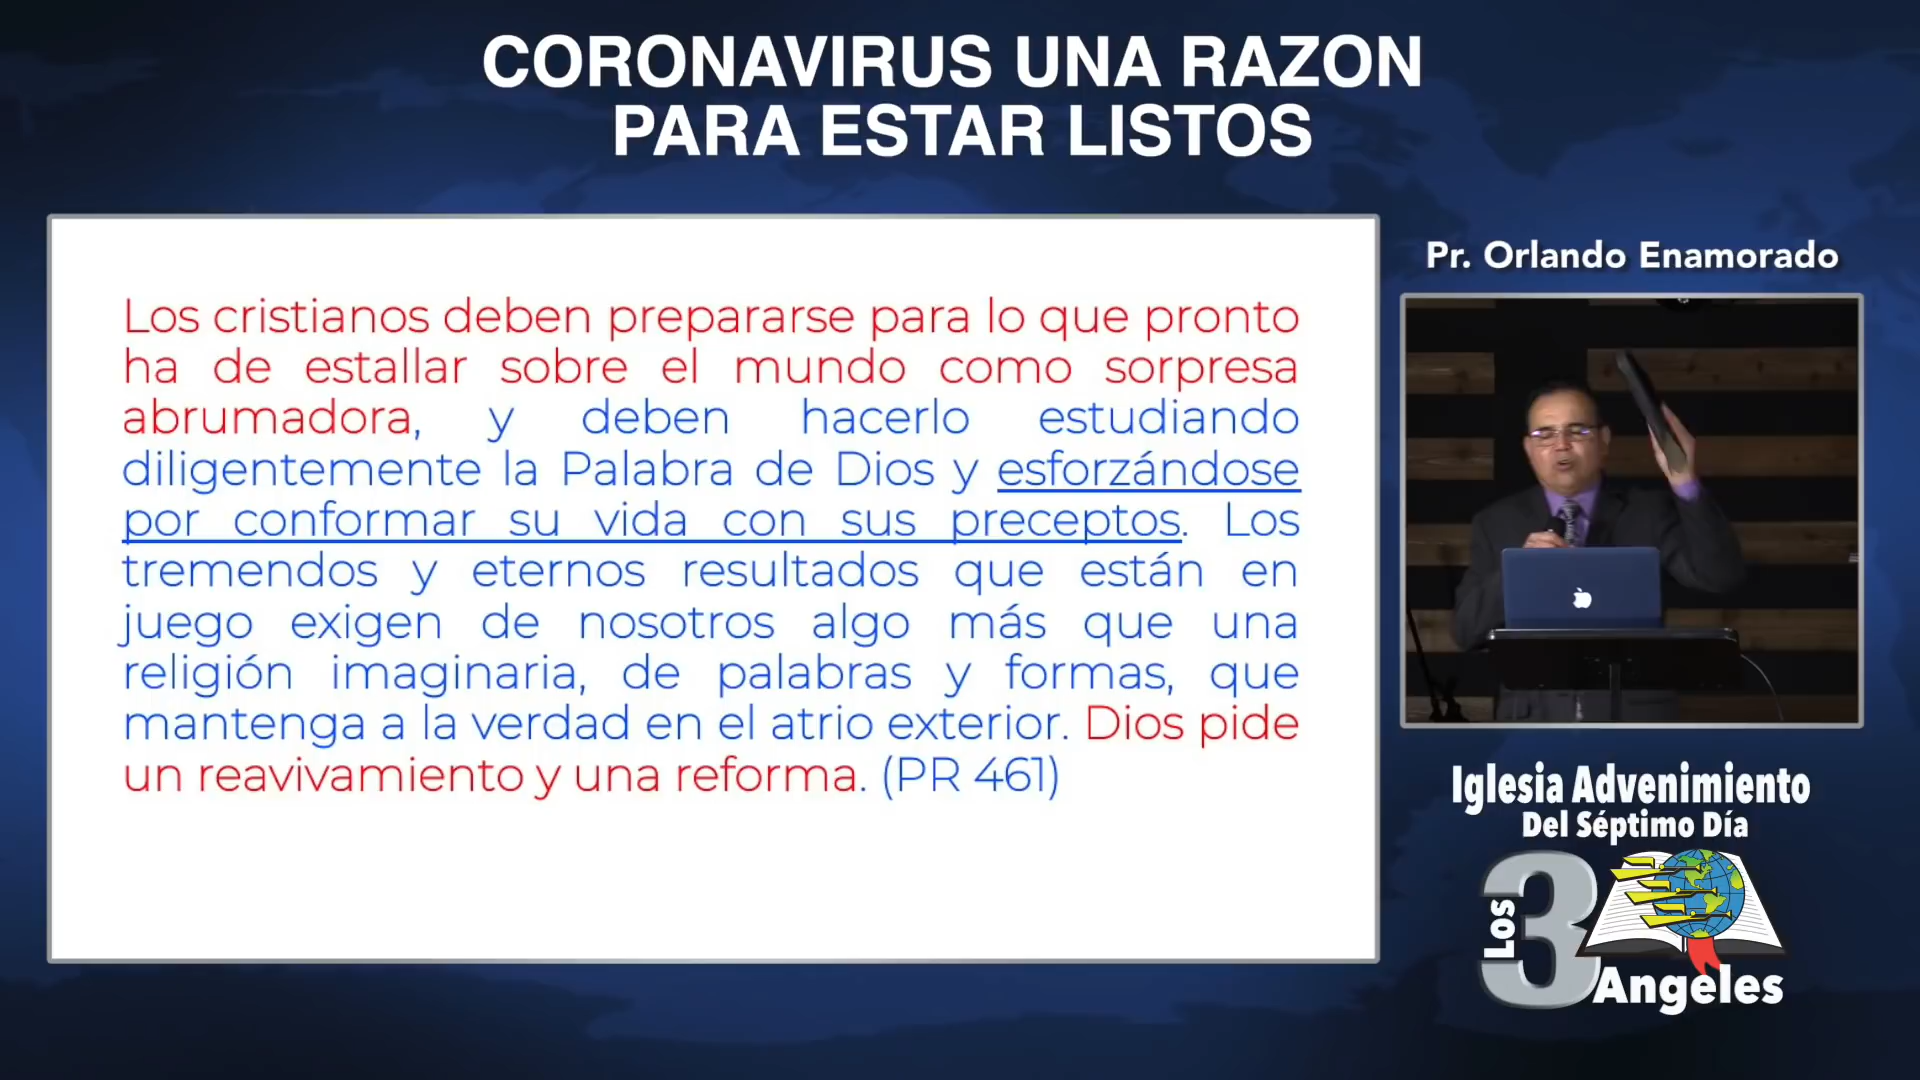 CORONAVIRUS UNA RAZON
PARA ESTAR LISTOS
Los cristianos deben prepararse para lo que pronto
ha de estallar sobre el mundo como sorpresa
abrumadora, y deben hacerlo estudiando
diligentemente la Palabra de Dios y esforzándose
por conformar su vida con sus preceptos. Los
tremendos y eternos resultados que están en
juego exigen de nosotros algo más que una
religión imaginaria, de palabras y formas, que
mantenga a la verdad en el atrio exterior. Dios pide
un reavivamiento y una reforma. (PR 461)
Pr. Orlando Enamorado
Iglesia Advenimiento
Del Séptimo Día
Los 3
Angeles